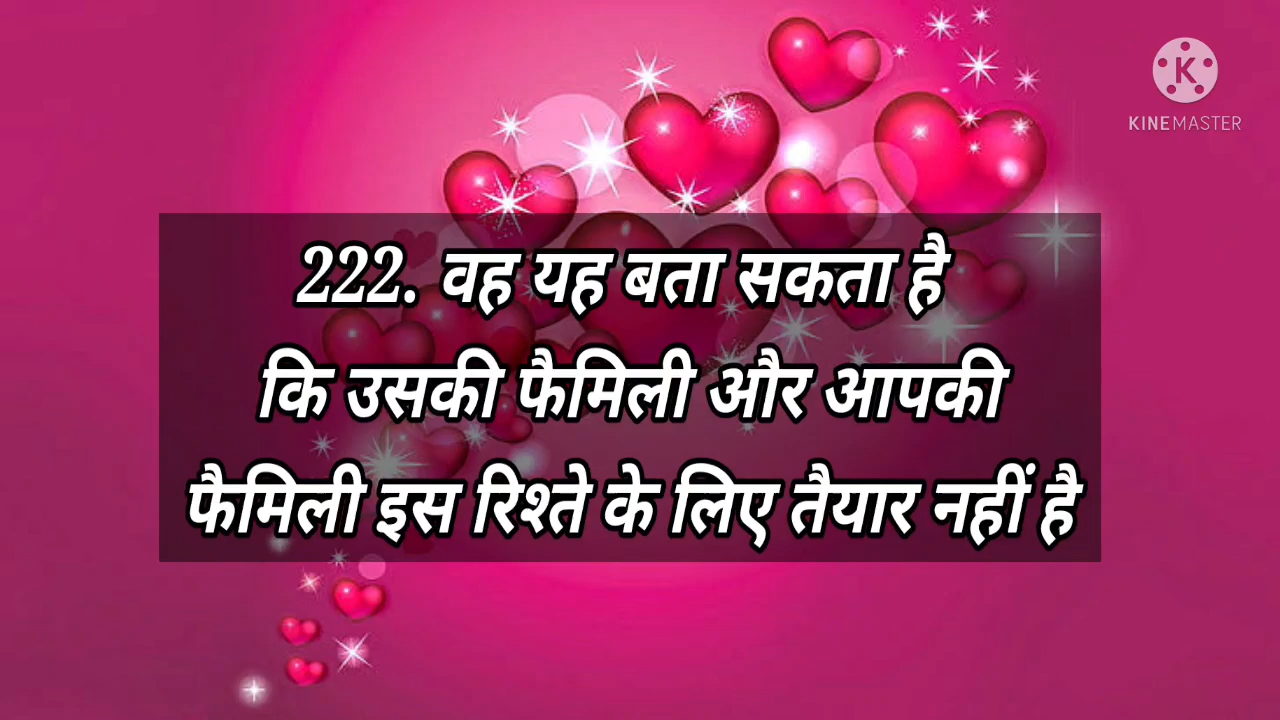 KINEMASTER
222. वह यह बता सकता है
कि उसकी फैमिली और आपकी
फैमिली इस रिश्ते के लिए तैयार नहीं है